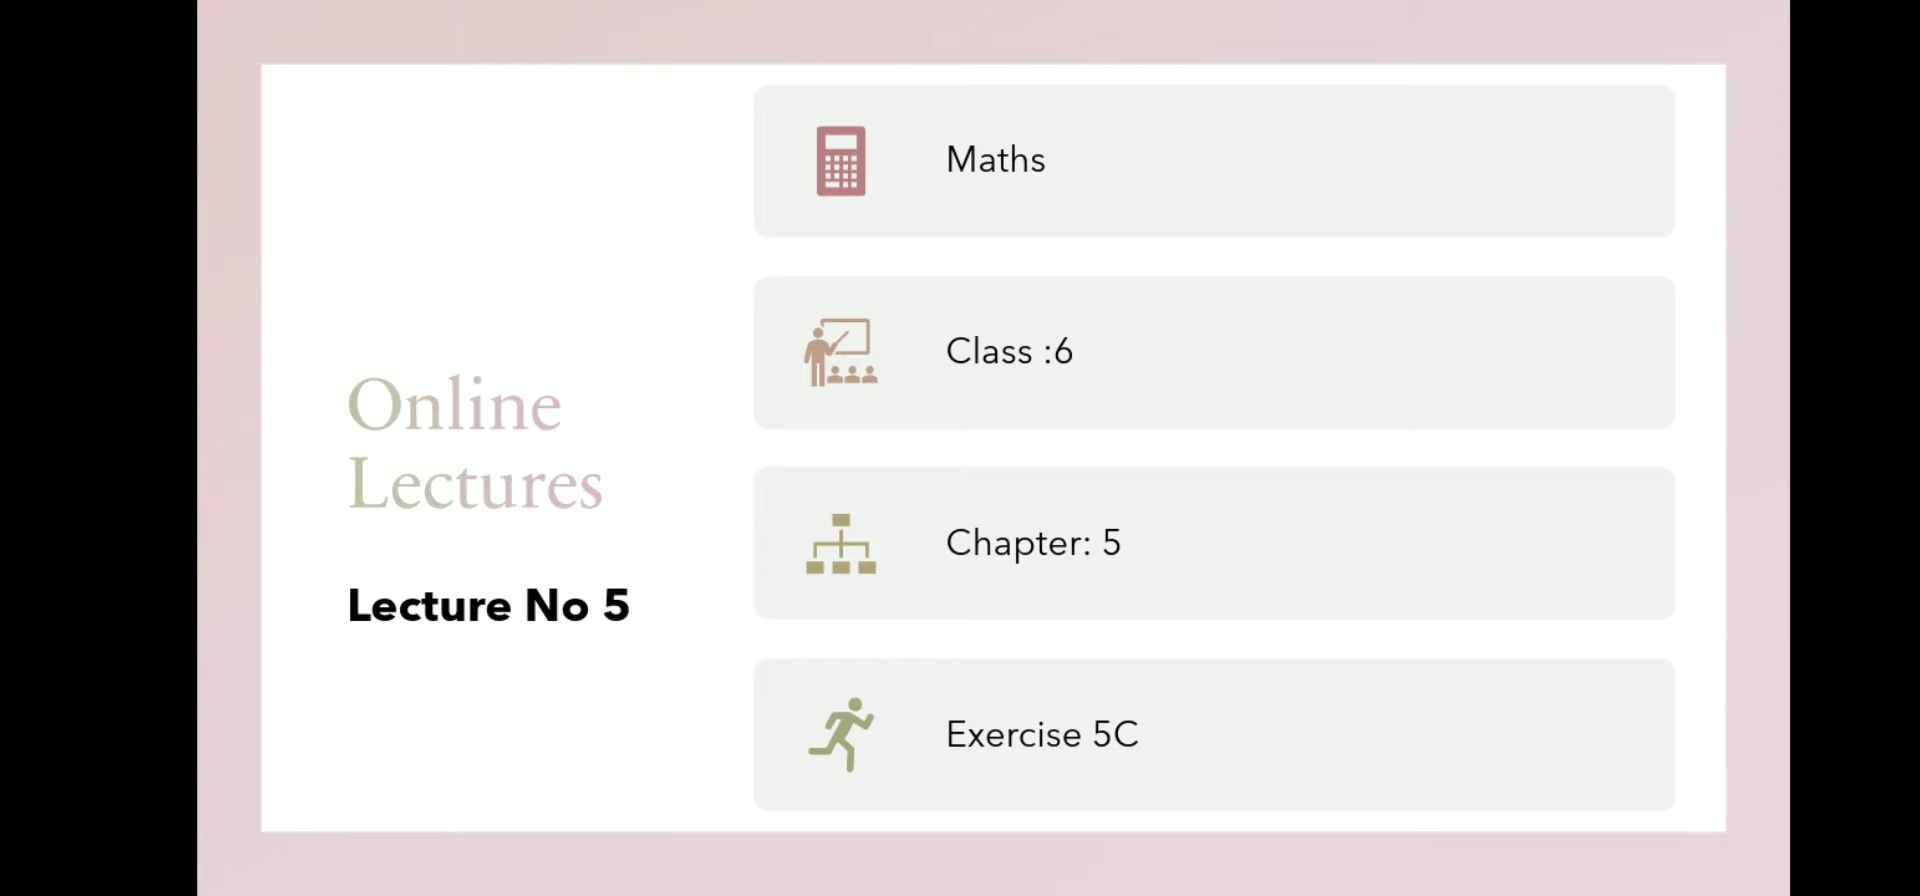 Online
Lectures
Lecture No 5
Maths
Class :6
Chapter: 5
Exercise 5C